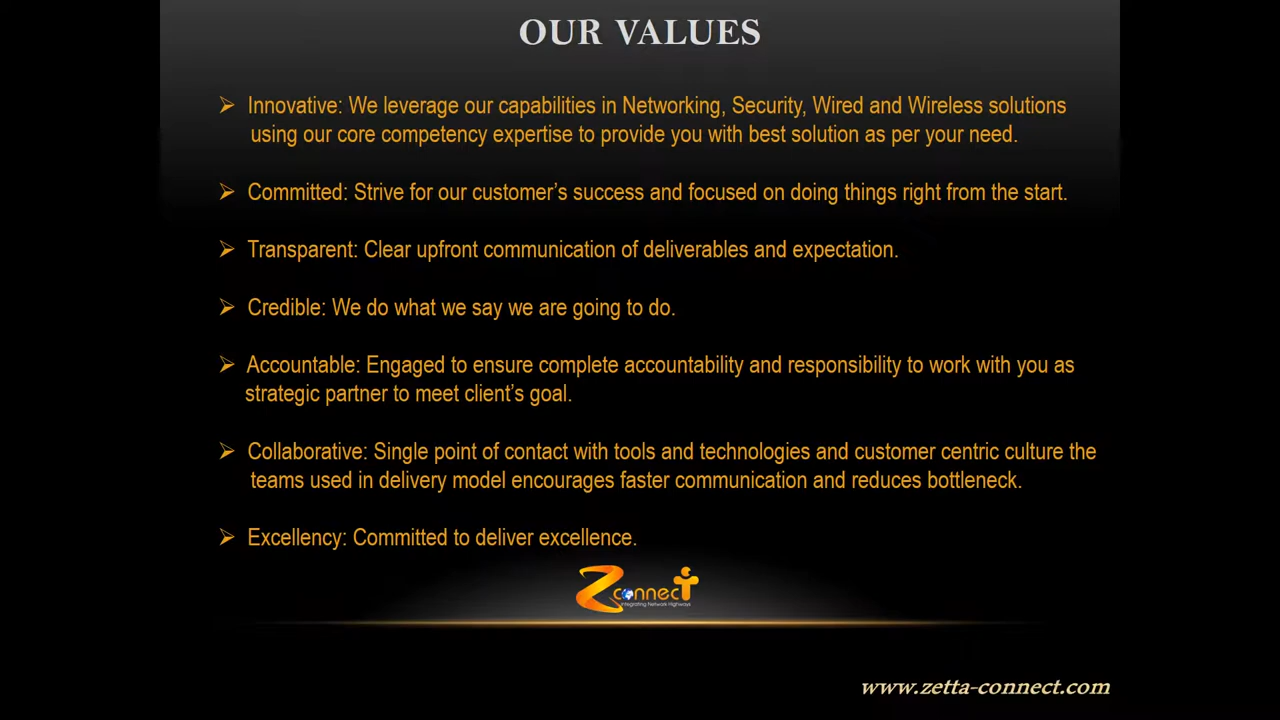 OUR VALUES
Innovative: We leverage our capabilities in Networking, Security, Wired and Wireless solutions
using our core competency expertise to provide you with best solution as per your need.
Committed: Strive for our customer’s success and focused on doing things right from the start.
Transparent: Clear upfront communication of deliverables and expectation.
Credible: We do what we say we are going to do.
Accountable: Engaged to ensure complete accountability and responsibility to work with you as
strategic partner to meet client’s goal.
Collaborative: Single point of contact with tools and technologies and customer centric culture the
teams used in delivery model encourages faster communication and reduces bottleneck.
Excellency: Committed to deliver excellence.
Zconnect
Integrating Network Highways
www.zetta-connect.com